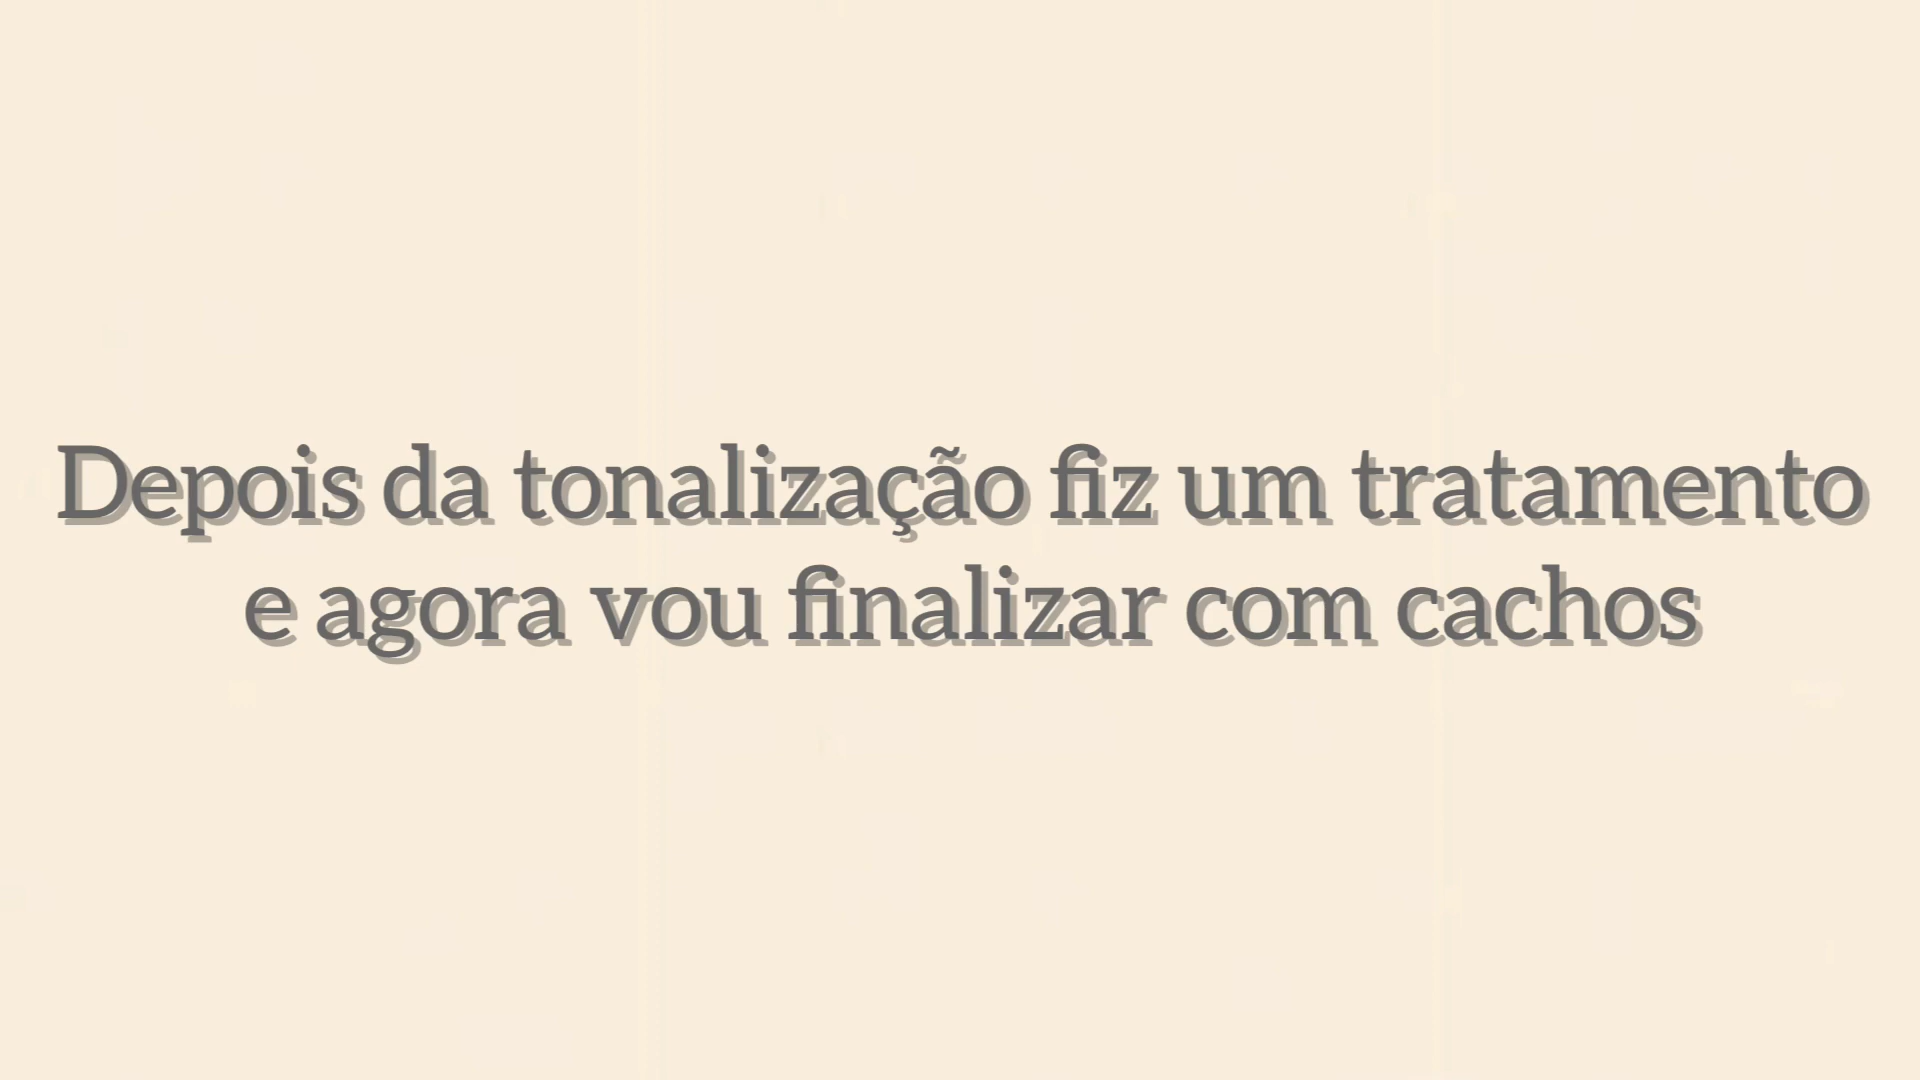 Depois da tonalização fiz um tratamento
e agora vou finalizar com cachos